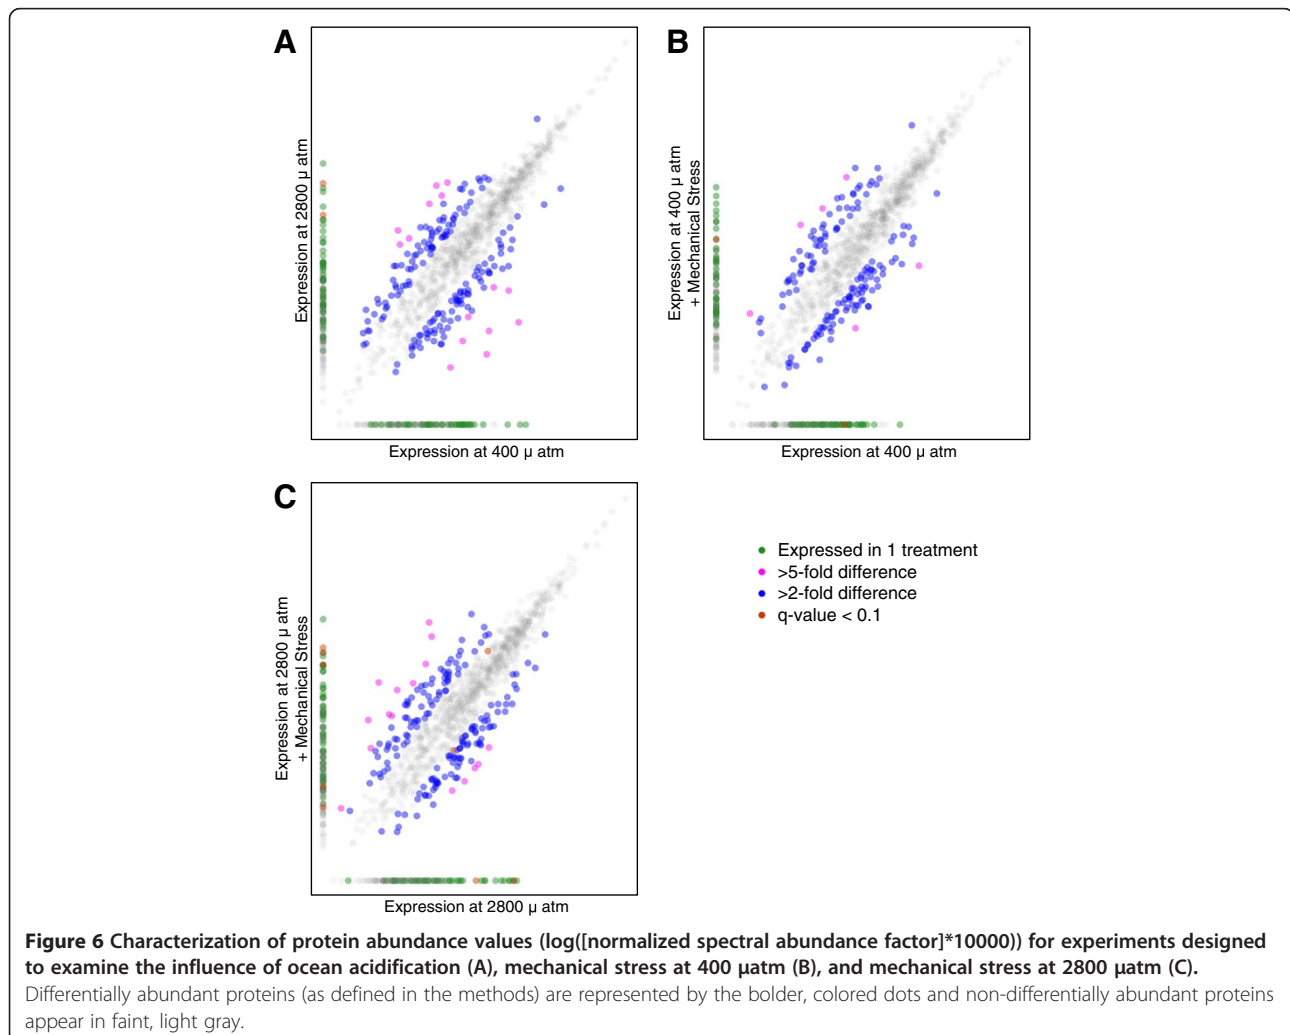 A
Expression at 2800 µ atm
Expression at 400 µ atm
B
Expression at 400 µ atm
+ Mechanical Stress
Expression at 400 µ atm
C
Expression at 2800 µ atm
+ Mechanical Stress
Expression at 2800 µ atm
Expressed in 1 treatment
>5-fold difference
>2-fold difference
q-value < 0.1
Figure 6 Characterization of protein abundance values (log([normalized spectral abundance factor]*10000)) for experiments designed
to examine the influence of ocean acidification (A), mechanical stress at 400 µatm (B), and mechanical stress at 2800 µatm (C).
Differentially abundant proteins (as defined in the methods) are represented by the bolder, colored dots and non-differentially abundant proteins
appear in faint, light gray.